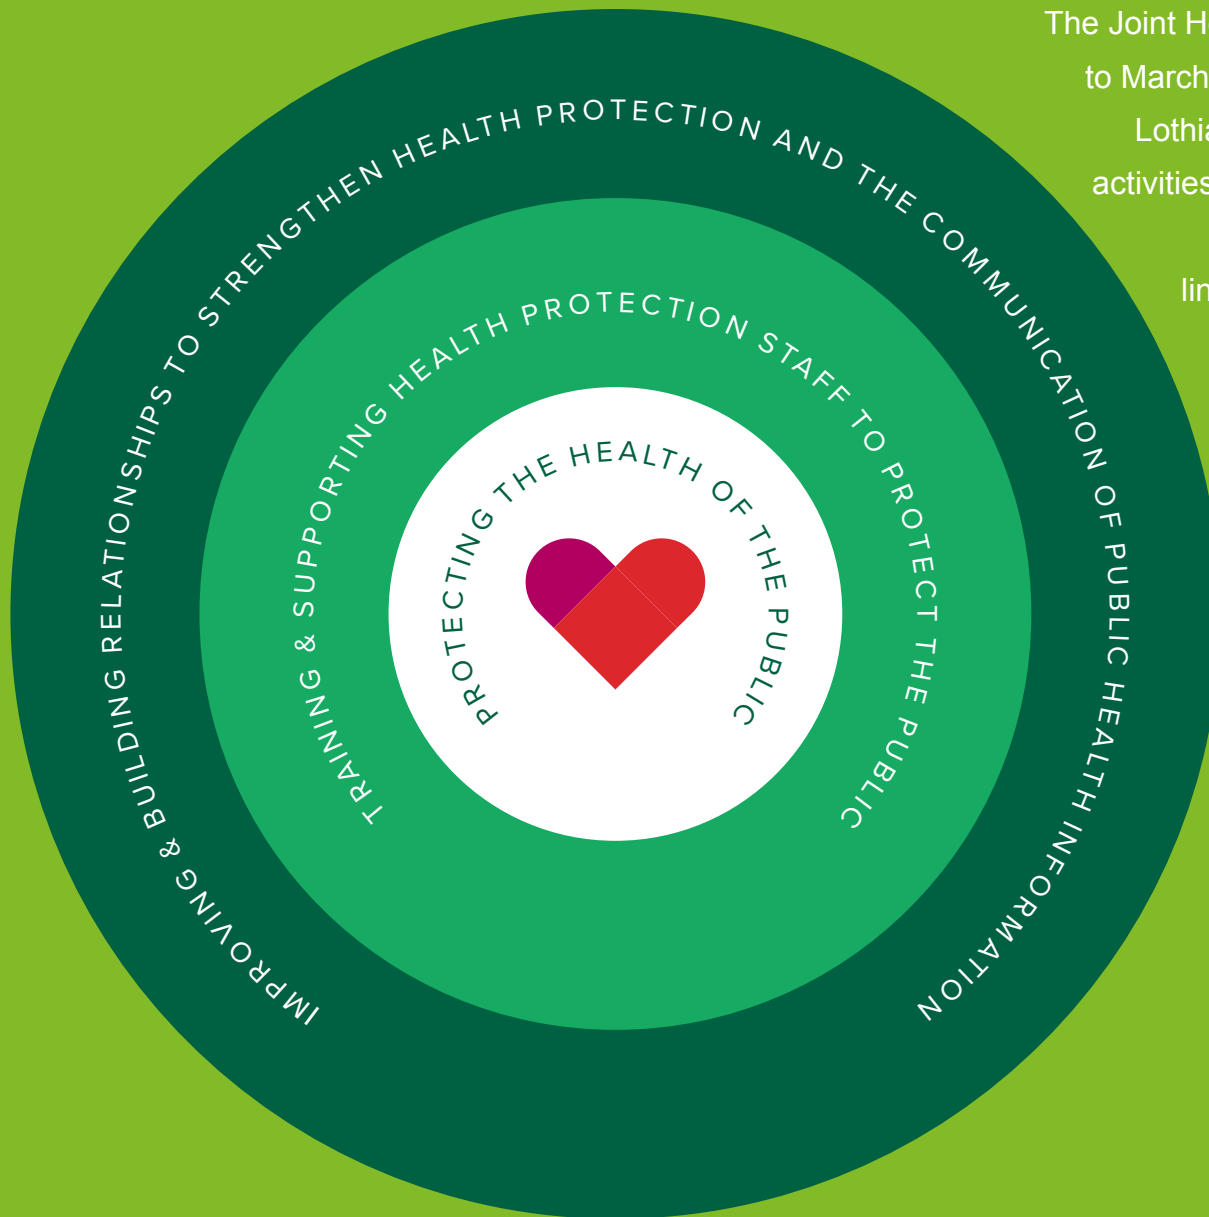 The Joint H
to March
Lothia
activities
lin
IMPROVING & BUILDING RELATIONSHIPS TO STRENGTHEN HEALTH PROTECTION AND THE COMMUNICATION OF PUBLIC HEALTH INFORMATION
TRAINING & SUPPORTING HEALTH PROTECTION STAFF TO PROTECT THE PUBLIC
PROTECTING THE HEALTH OF THE PUBLIC